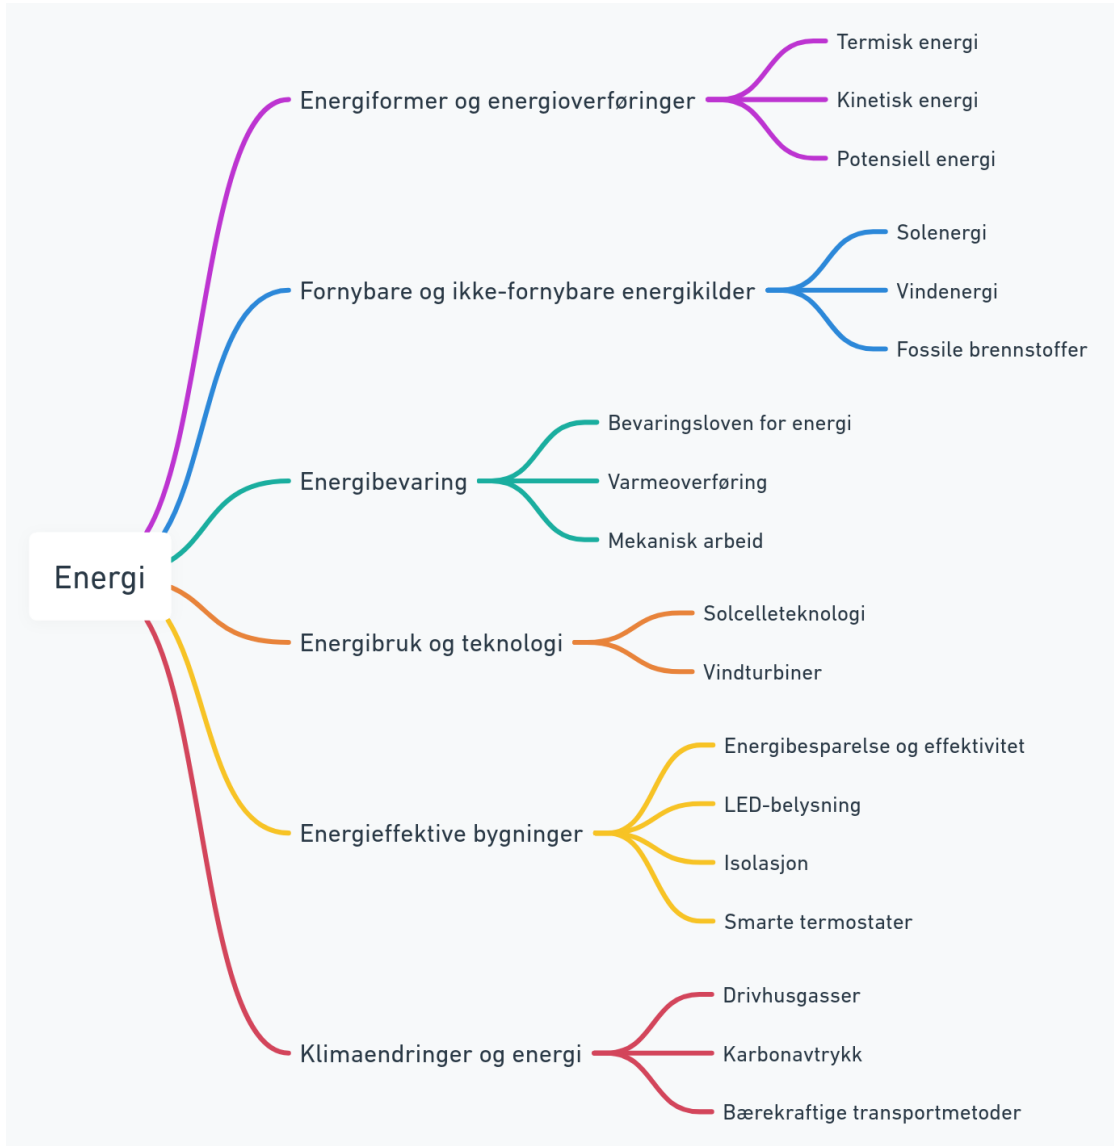 Energi
Energiformer og energioverføringer
Termisk energi
Kinetisk energi
Potensiell energi
Fornybare og ikke-fornybare energikilder
Solenergi
Vindenergi
Fossile brennstoffer
Energibevaring
Bevaringsloven for energi
Varmeoverføring
Mekanisk arbeid
Energibruk og teknologi
Solcelleteknologi
Vindturbiner
Energieffektive bygninger
Energibesparelse og effektivitet
LED-belysning
Isolasjon
Smarte termostater
Klimaendringer og energi
Drivhusgasser
Karbonavtrykk
Bærekraftige transportmetoder